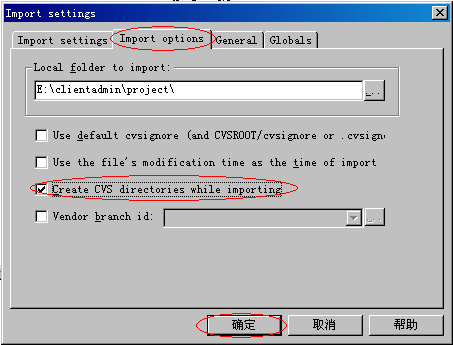 Import settings
Import settings Import options General Globals
Local folder to import:
E:\clientadmin\project\
...
Use default cvsignore (and CVSROOT/cvsignore or .cvsign
Use the file's modification time as the time of import
Create CVS directories while importing
Vendor branch id:
...
确定 取消 帮助